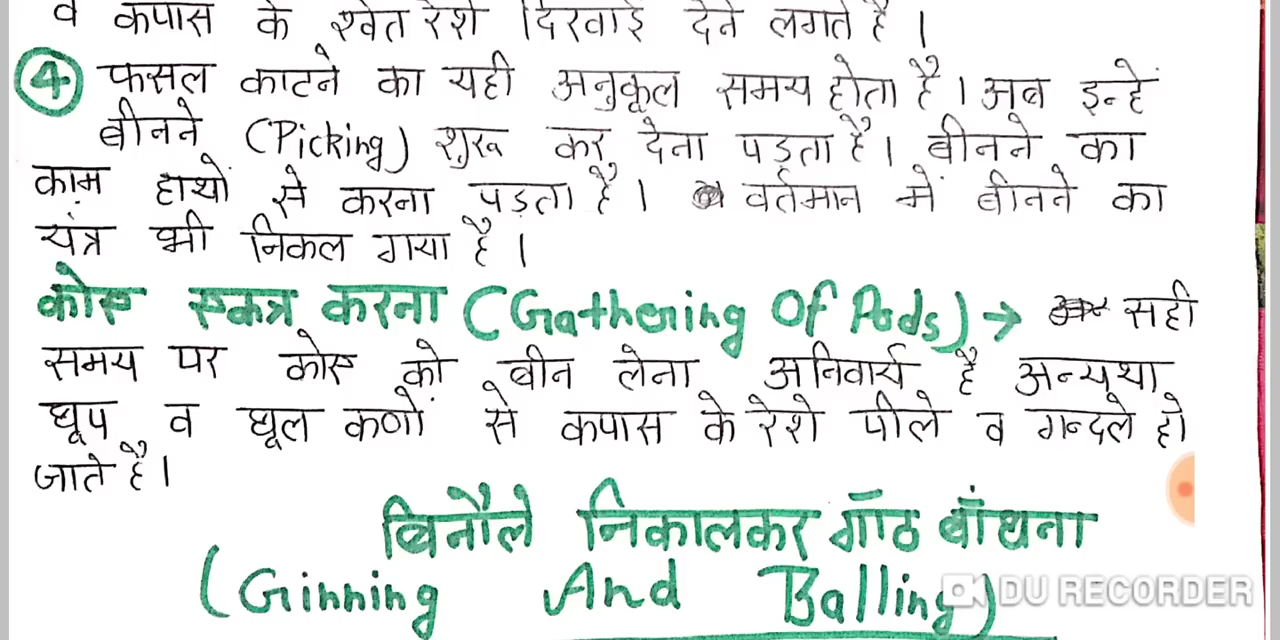 व कपास के श्वेत रेशे दिखाई देने लगते हैं।
④ फसल काटने का यही अनुकूल समय होता है। अब इन्हें
बीनने (Picking) शुरू कर देना पड़ता है। बीनने का
काम हाथों से करना पड़ता है। वर्तमान में बीनने का
यंत्र भी निकल गया है।
कोए एकत्र करना (Gathering Of Pods) → सही
समय पर कोए को बीन लेना अनिवार्य है अन्यथा
धूप व धूल कणों से कपास के रेशे पीले व गन्दले हो
जाते है।
बिनौले निकालकर गाँठ बाँधना
(Ginning And Balling)
DU RECORDER